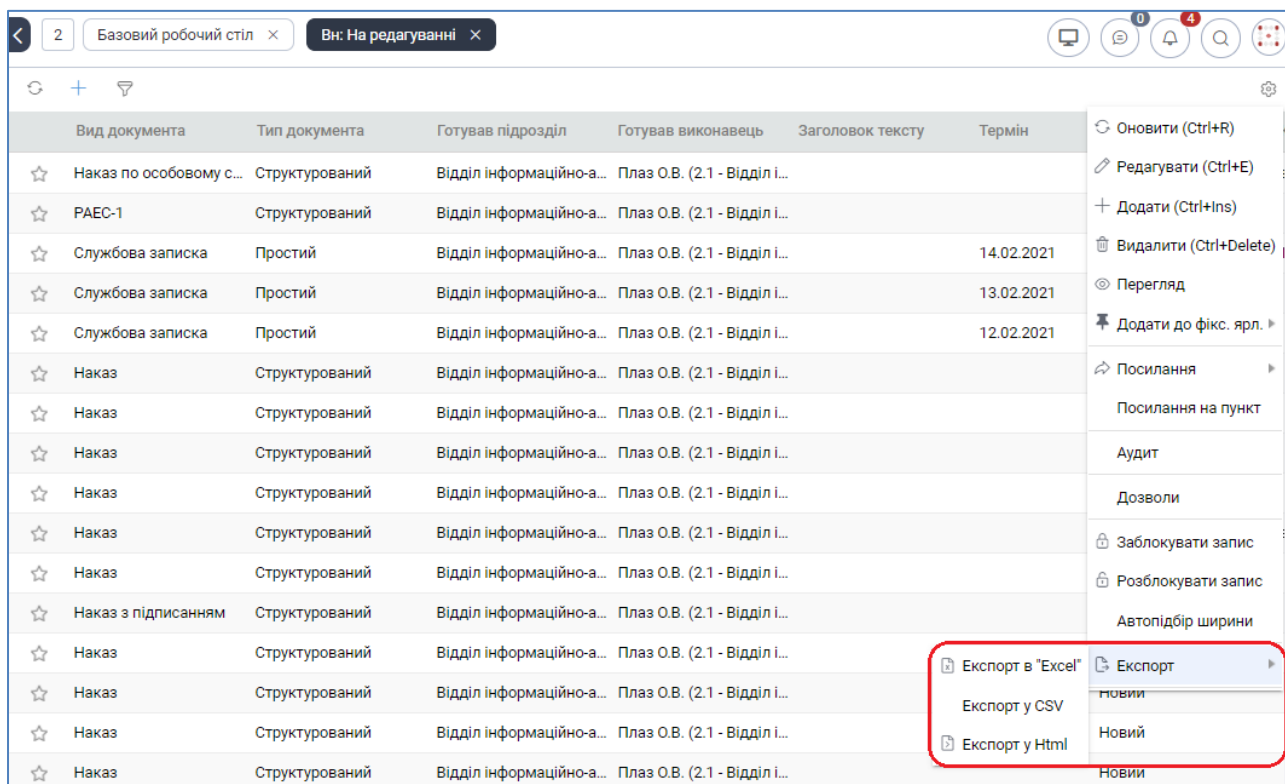 2 Базовий робочий стіл × Вн: На редагуванні × 0 4
Вид документа Тип документа Готував підрозділ Готував виконавець Заголовок тексту Термін
Оновити (Ctrl+R)
Наказ по особовому с... Структурований Відділ інформаційно-а... Плаз О.В. (2.1 - Відділ і...
Редагувати (Ctrl+E)
РАЕС-1 Структурований Відділ інформаційно-а... Плаз О.В. (2.1 - Відділ і...
Додати (Ctrl+Ins)
Службова записка Простий Відділ інформаційно-а... Плаз О.В. (2.1 - Відділ і... 14.02.2021
Видалити (Ctrl+Delete)
Службова записка Простий Відділ інформаційно-а... Плаз О.В. (2.1 - Відділ і... 13.02.2021
Перегляд
Службова записка Простий Відділ інформаційно-а... Плаз О.В. (2.1 - Відділ і... 12.02.2021
Додати до фікс. ярл.
Наказ Структурований Відділ інформаційно-а... Плаз О.В. (2.1 - Відділ і...
Посилання
Наказ Структурований Відділ інформаційно-а... Плаз О.В. (2.1 - Відділ і...
Посилання на пункт
Наказ Структурований Відділ інформаційно-а... Плаз О.В. (2.1 - Відділ і...
Аудит
Наказ Структурований Відділ інформаційно-а... Плаз О.В. (2.1 - Відділ і...
Дозволи
Наказ Структурований Відділ інформаційно-а... Плаз О.В. (2.1 - Відділ і...
Заблокувати запис
Наказ Структурований Відділ інформаційно-а... Плаз О.В. (2.1 - Відділ і...
Розблокувати запис
Наказ з підписанням Структурований Відділ інформаційно-а... Плаз О.В. (2.1 - Відділ і...
Автопідбір ширини
Наказ Структурований Відділ інформаційно-а... Плаз О.В. (2.1 - Відділ і...
Експорт в "Excel" Експорт
Наказ Структурований Відділ інформаційно-а... Плаз О.В. (2.1 - Відділ і... Новий
Експорт у CSV
Наказ Структурований Відділ інформаційно-а... Плаз О.В. (2.1 - Відділ і... Новий
Експорт у Html
Наказ Структурований Відділ інформаційно-а... Плаз О.В. (2.1 - Відділ і... Новий